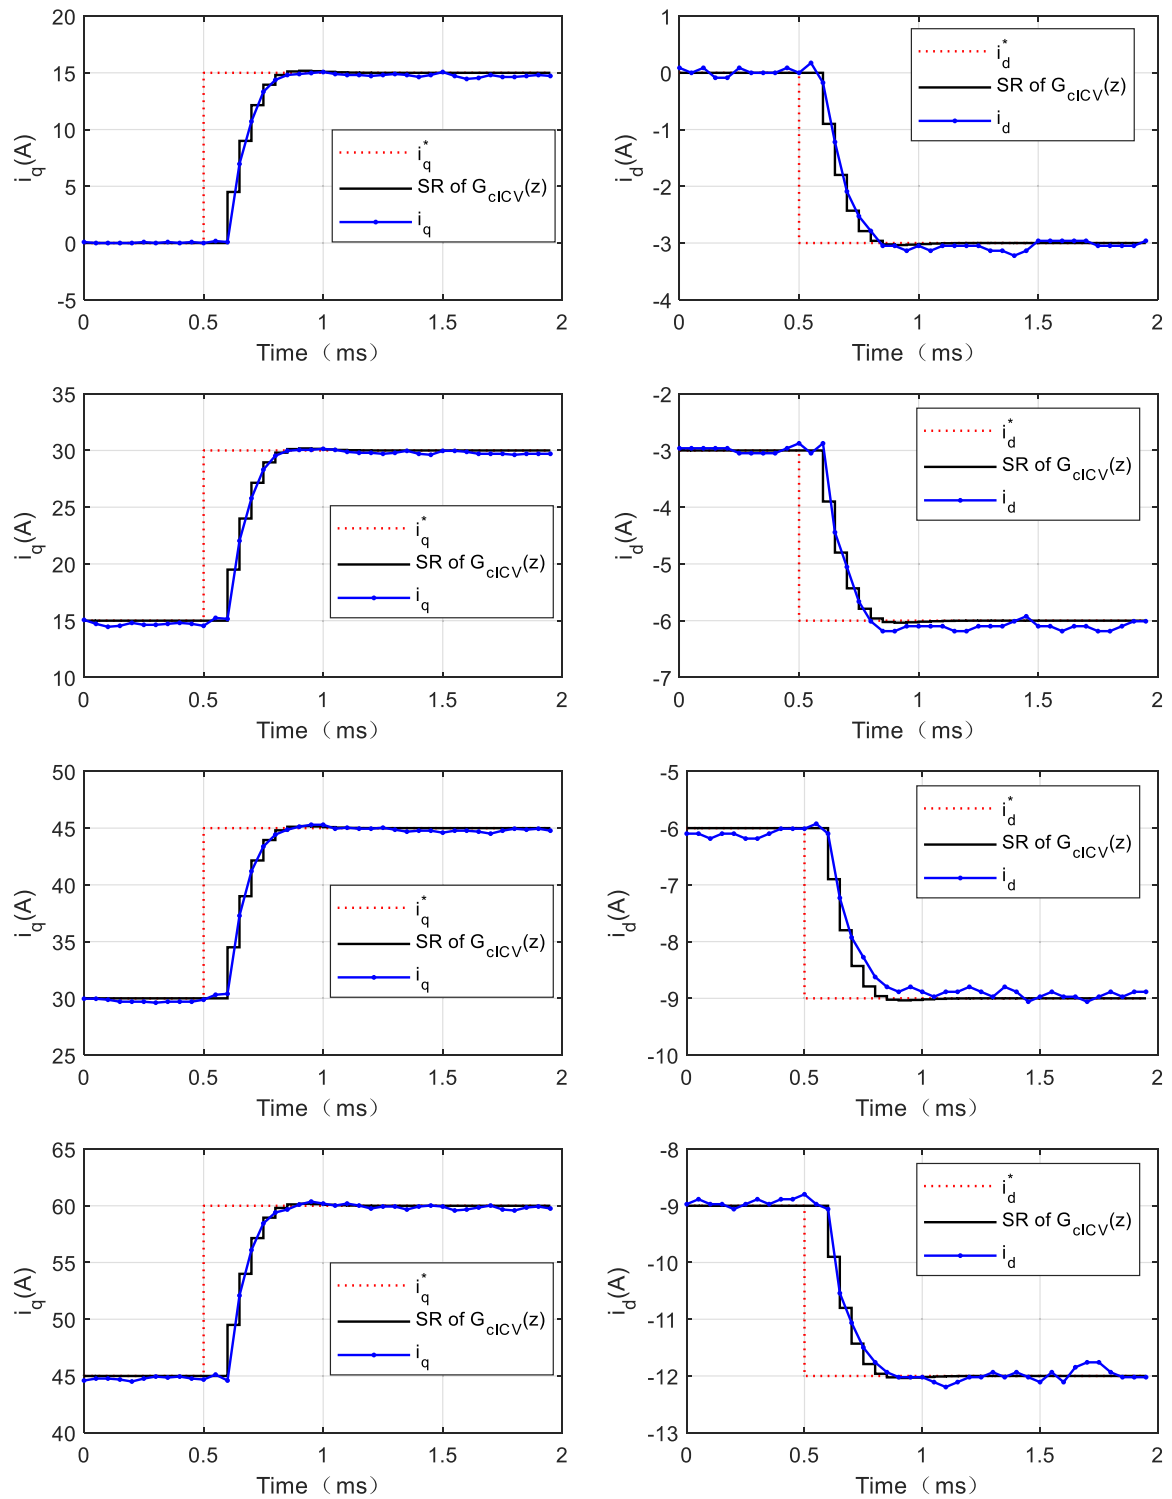 20
15
10
5
0
-5
i_q(A)
i_q^*
SR of G_cICV(z)
i_q
0 0.5 1 1.5 2
Time （ms）
1
0
-1
-2
-3
-4
i_d(A)
i_d^*
SR of G_cICV(z)
i_d
0 0.5 1 1.5 2
Time （ms）
35
30
25
20
15
10
i_q(A)
i_q^*
SR of G_cICV(z)
i_q
0 0.5 1 1.5 2
Time （ms）
-2
-3
-4
-5
-6
-7
i_d(A)
i_d^*
SR of G_cICV(z)
i_d
0 0.5 1 1.5 2
Time （ms）
50
45
40
35
30
25
i_q(A)
i_q^*
SR of G_cICV(z)
i_q
0 0.5 1 1.5 2
Time （ms）
-5
-6
-7
-8
-9
-10
i_d(A)
i_d^*
SR of G_cICV(z)
i_d
0 0.5 1 1.5 2
Time （ms）
65
60
55
50
45
40
i_q(A)
i_q^*
SR of G_cICV(z)
i_q
0 0.5 1 1.5 2
Time （ms）
-8
-9
-10
-11
-12
-13
i_d(A)
i_d^*
SR of G_cICV(z)
i_d
0 0.5 1 1.5 2
Time （ms）